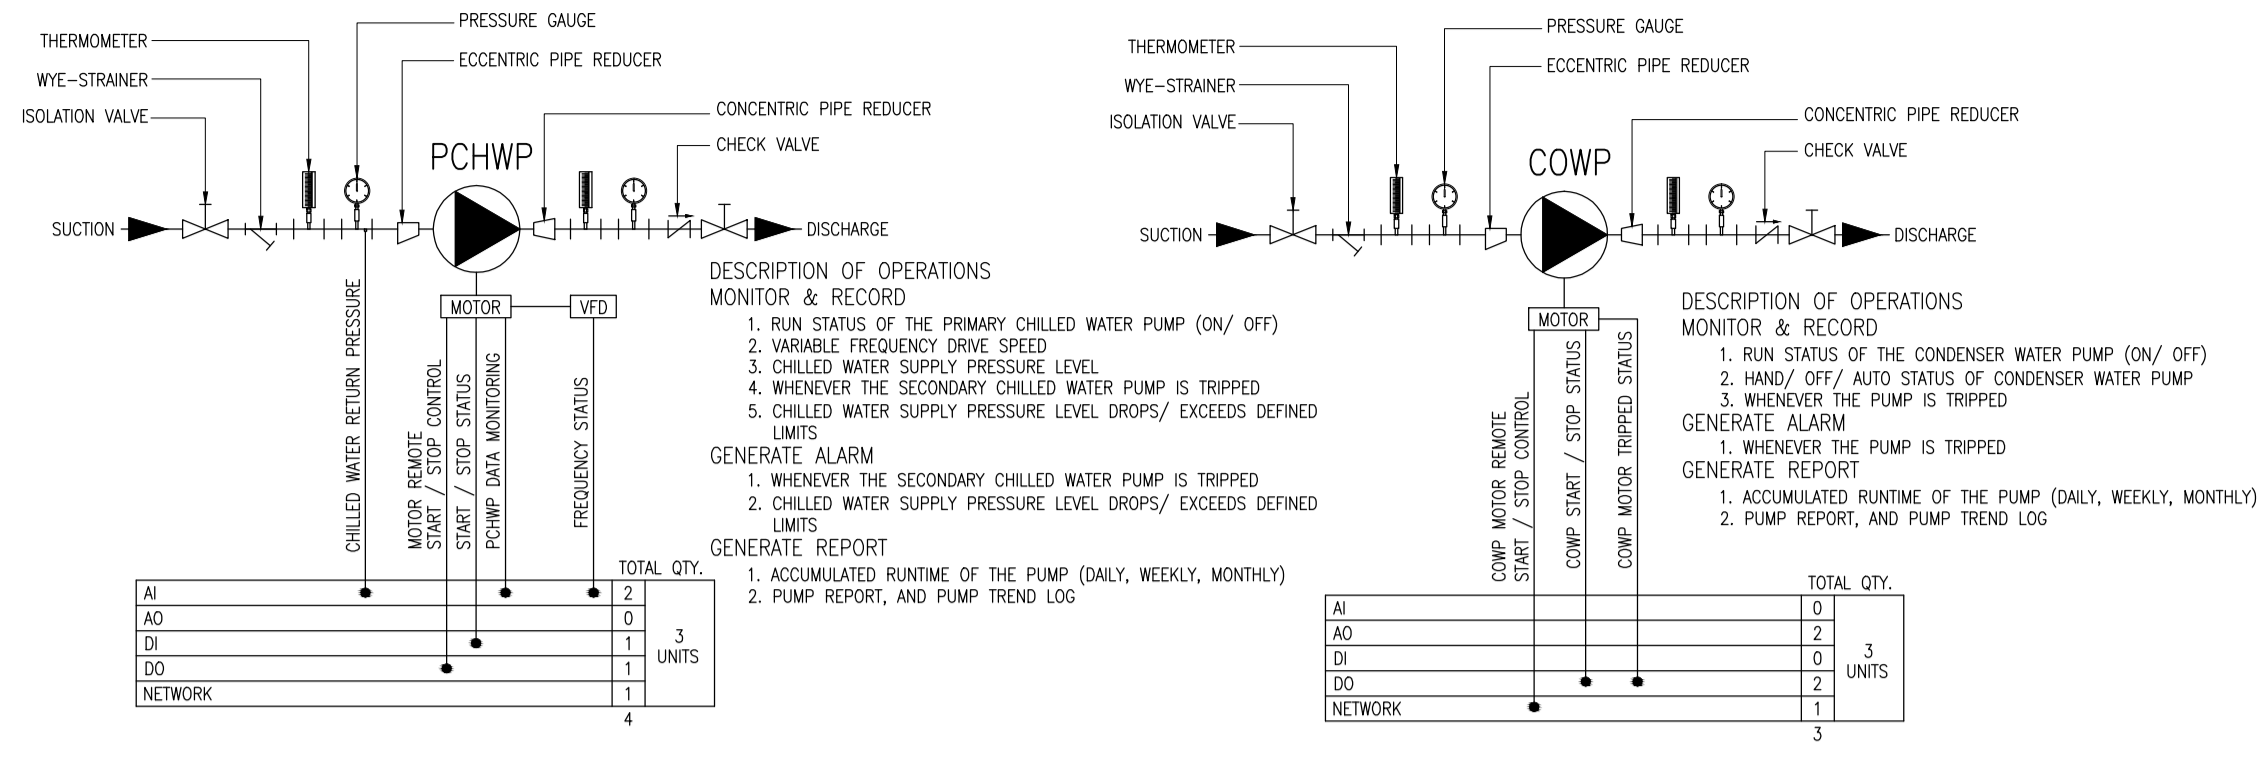 PRESSURE GAUGE
THERMOMETER
ECCENTRIC PIPE REDUCER
WYE-STRAINER
ISOLATION VALVE
CONCENTRIC PIPE REDUCER
CHECK VALVE
PCHWP
SUCTION
DISCHARGE
MOTOR
VFD
CHILLED WATER RETURN PRESSURE
MOTOR REMOTE
START / STOP CONTROL
START / STOP STATUS
PCHWP DATA MONITORING
FREQUENCY STATUS
DESCRIPTION OF OPERATIONS
MONITOR & RECORD
1. RUN STATUS OF THE PRIMARY CHILLED WATER PUMP (ON/ OFF)
2. VARIABLE FREQUENCY DRIVE SPEED
3. CHILLED WATER SUPPLY PRESSURE LEVEL
4. WHENEVER THE SECONDARY CHILLED WATER PUMP IS TRIPPED
5. CHILLED WATER SUPPLY PRESSURE LEVEL DROPS/ EXCEEDS DEFINED
LIMITS
GENERATE ALARM
1. WHENEVER THE SECONDARY CHILLED WATER PUMP IS TRIPPED
2. CHILLED WATER SUPPLY PRESSURE LEVEL DROPS/ EXCEEDS DEFINED
LIMITS
GENERATE REPORT
1. ACCUMULATED RUNTIME OF THE PUMP (DAILY, WEEKLY, MONTHLY)
2. PUMP REPORT, AND PUMP TREND LOG
TOTAL QTY.
AI 2
AO 0
DI 1
DO 1
NETWORK 1
3
UNITS
4
PRESSURE GAUGE
THERMOMETER
ECCENTRIC PIPE REDUCER
WYE-STRAINER
ISOLATION VALVE
CONCENTRIC PIPE REDUCER
CHECK VALVE
COWP
SUCTION
DISCHARGE
MOTOR
COWP MOTOR REMOTE
START / STOP CONTROL
COWP START / STOP STATUS
COWP MOTOR TRIPPED STATUS
DESCRIPTION OF OPERATIONS
MONITOR & RECORD
1. RUN STATUS OF THE CONDENSER WATER PUMP (ON/ OFF)
2. HAND/ OFF/ AUTO STATUS OF CONDENSER WATER PUMP
3. WHENEVER THE PUMP IS TRIPPED
GENERATE ALARM
1. WHENEVER THE PUMP IS TRIPPED
GENERATE REPORT
1. ACCUMULATED RUNTIME OF THE PUMP (DAILY, WEEKLY, MONTHLY)
2. PUMP REPORT, AND PUMP TREND LOG
TOTAL QTY.
AI 0
AO 2
DI 0
DO 2
NETWORK 1
3
UNITS
3